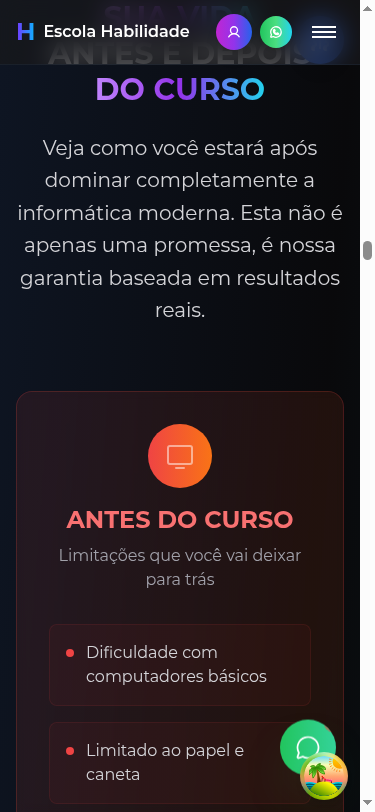 SUA VIDA
H Escola Habilidade
ANTES E DEPOIS
DO CURSO
Veja como você estará após
dominar completamente a
informática moderna. Esta não é
apenas uma promessa, é nossa
garantia baseada em resultados
reais.
ANTES DO CURSO
Limitações que você vai deixar
para trás
Dificuldade com
computadores básicos
Limitado ao papel e
caneta